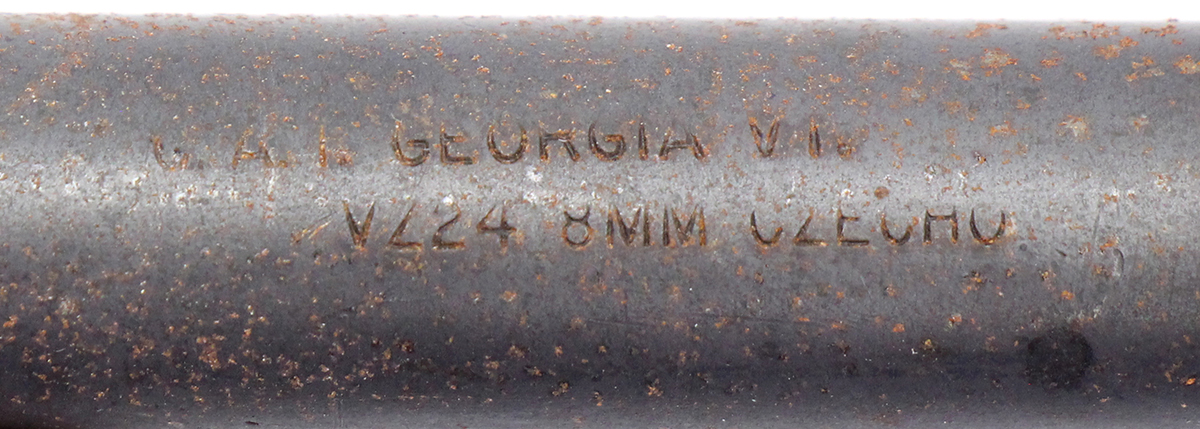 C.A.I. GEORGIA VT.
VZ24 8MM CZECHO